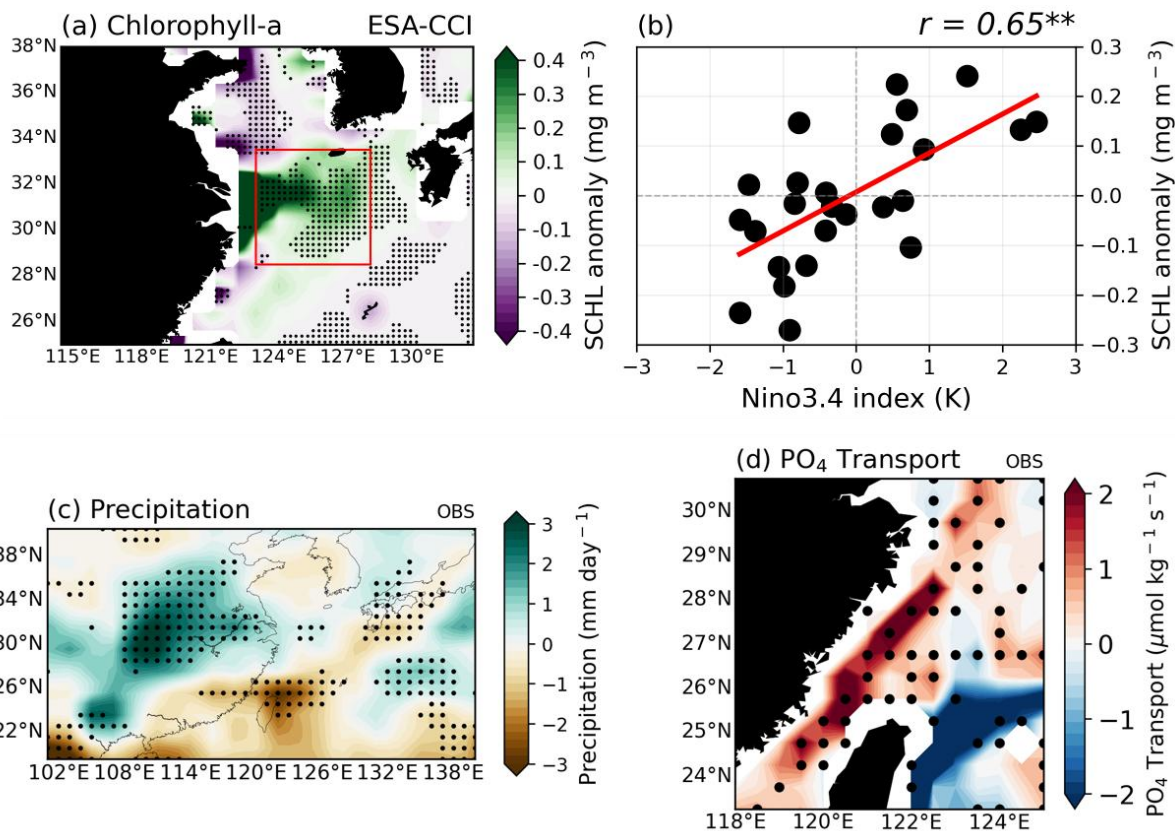 (a) Chlorophyll-a ESA-CCI
38°N
36°N
34°N
32°N
30°N
28°N
26°N
115°E 118°E 121°E 124°E 127°E 130°E
0.4
0.3
0.2
0.1
0
-0.1
-0.2
-0.3
-0.4
SCHL anomaly (mg m⁻³)
(b) r = 0.65**
0.3
0.2
0.1
0.0
−0.1
−0.2
−0.3
SCHL anomaly (mg m⁻³)
−3 −2 −1 0 1 2 3
Nino3.4 index (K)
(c) Precipitation OBS
38°N
34°N
30°N
26°N
22°N
102°E 108°E 114°E 120°E 126°E 132°E 138°E
3
2
1
0
−1
−2
−3
Precipitation (mm day⁻¹)
(d) PO₄ Transport OBS
30°N
29°N
28°N
27°N
26°N
25°N
24°N
118°E 120°E 122°E 124°E
2
1
0
−1
−2
PO₄ Transport (μmol kg⁻¹ s⁻¹)